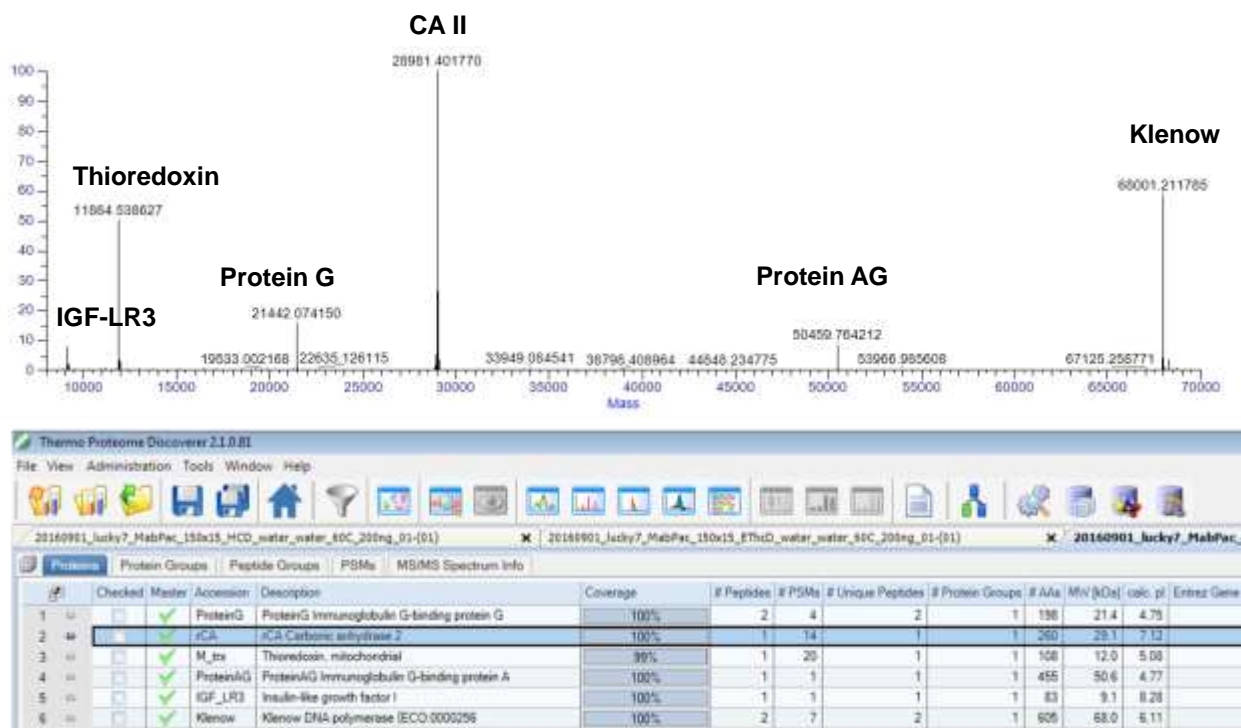 CA II
28981.401770
100
90
Klenow
80
70
Thioredoxin
68001.211785
60
11864.538627
50
40
Protein G
Protein AG
30
21442.074150
20
IGF-LR3
50459.764212
10
19633.002168 22635.126115 33949.084541 38796.408964 44648.234775 53966.985608 67125.256771
0
10000 15000 20000 25000 30000 35000 40000 45000 50000 55000 60000 65000 70000
Mass
Thermo Proteome Discoverer 2.1.0.81
File View Administration Tools Window Help
20160901_lucky7_MabPac_150x15_HCD_water_water_60C_200ng_01-(01) 20160901_lucky7_MabPac_150x15_EThcD_water_water_60C_200ng_01-(01) 20160901_lucky7_MabPac_
Proteins Protein Groups Peptide Groups PSMs MS/MS Spectrum Info
Checked Master Accession Description Coverage # Peptides # PSMs # Unique Peptides # Protein Groups # AAs MW [kDa] calc. pI Entrez Gene
1 ProteinG ProteinG Immunoglobulin G-binding protein G 100% 2 4 2 1 198 21.4 4.75
2 rCA rCA Carbonic anhydrase 2 100% 1 14 1 1 260 29.1 7.12
3 M_trx Thioredoxin, mitochondrial 99% 1 20 1 1 108 12.0 5.08
4 ProteinAG ProteinAG Immunoglobulin G-binding protein A 100% 1 1 1 1 455 50.6 4.77
5 IGF_LR3 Insulin-like growth factor I 100% 1 1 1 1 83 9.1 8.28
6 Klenow Klenow DNA polymerase {ECO:0000256 100% 2 7 2 1 605 68.0 6.11